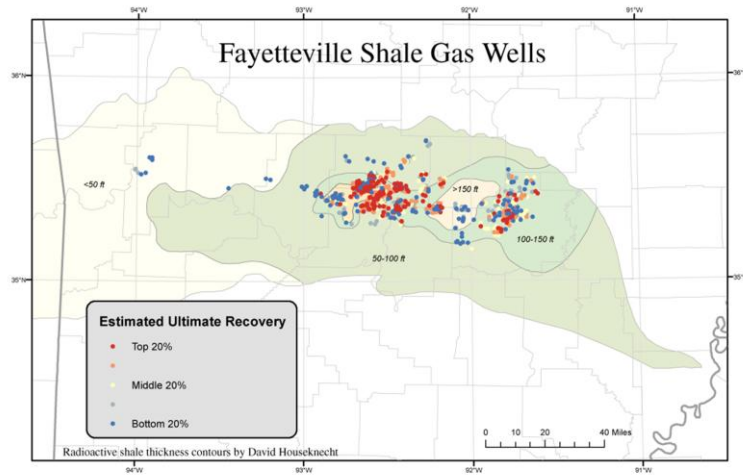 94°W 93°W 92°W 91°W
Fayetteville Shale Gas Wells
36°N 36°N
<50 ft
>150 ft
100-150 ft
50-100 ft
35°N 35°N
Estimated Ultimate Recovery
Top 20%
Middle 20%
Bottom 20%
0 10 20 40 Miles
Radioactive shale thickness contours by David Houseknecht
94°W 93°W 92°W 91°W